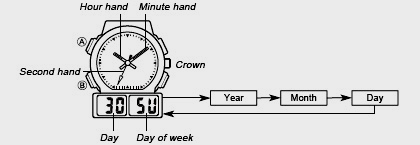 Hour hand Minute hand
A
Crown
Second hand
B
30 SU Year Month Day
Day Day of week